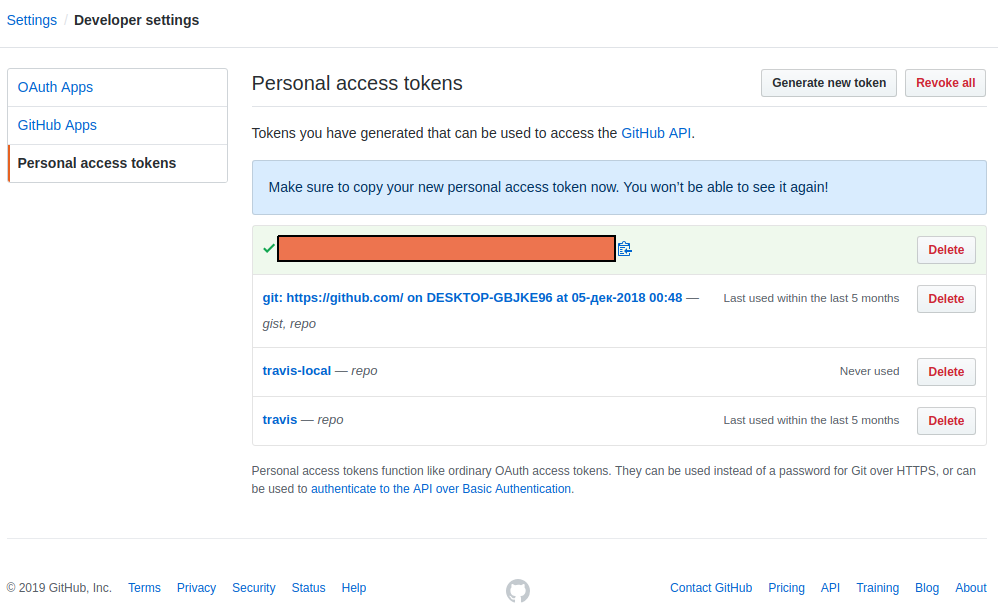 Settings / Developer settings
OAuth Apps
GitHub Apps
Personal access tokens
Personal access tokens
Generate new token
Revoke all
Tokens you have generated that can be used to access the GitHub API.
Make sure to copy your new personal access token now. You won’t be able to see it again!
Delete
git: https://github.com/ on DESKTOP-GBJKE96 at 05-дек-2018 00:48 —
gist, repo
Last used within the last 5 months
Delete
travis-local — repo
Never used
Delete
travis — repo
Last used within the last 5 months
Delete
Personal access tokens function like ordinary OAuth access tokens. They can be used instead of a password for Git over HTTPS, or can
be used to authenticate to the API over Basic Authentication.
© 2019 GitHub, Inc. Terms Privacy Security Status Help
Contact GitHub Pricing API Training Blog About